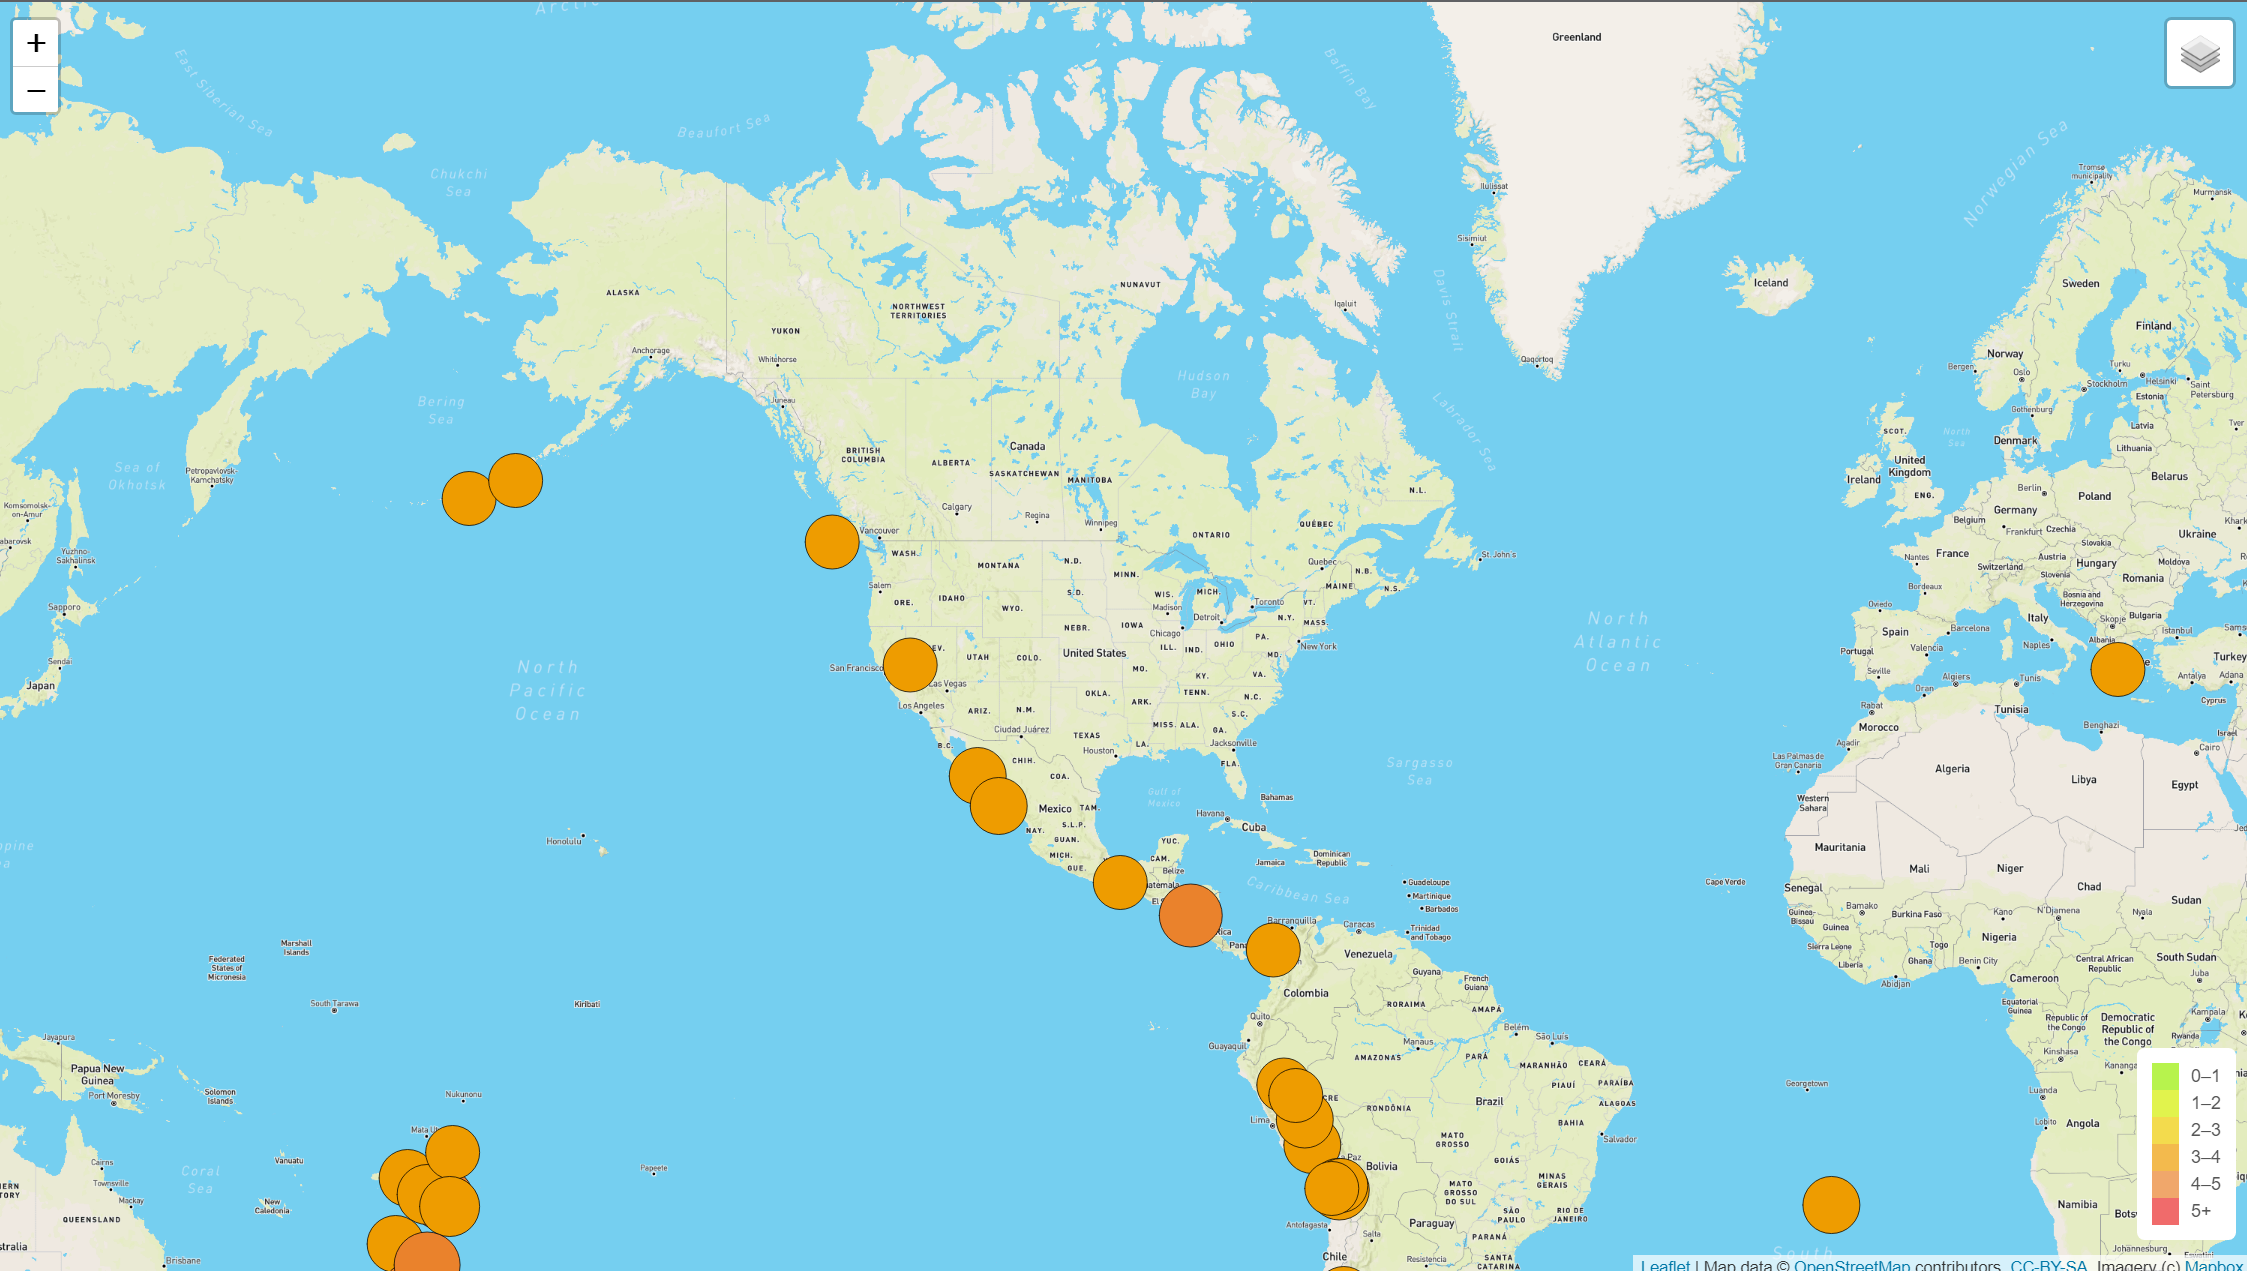 Arctic
+
−
Greenland
East Siberian Sea
Baffin Bay
Beaufort Sea
Norwegian Sea
Tromsø
municipality
Murmansk
Chukchi
Sea
Ilulissat
Sisimiut
Davis Strait
Iceland
Sweden
NUNAVUT
ALASKA
NORTHWEST
TERRITORIES
Iqaluit
YUKON
Finland
Anchorage
Whitehorse
Qaqortoq
Norway
Bergen
Oslo
Turku
Helsinki
Stockholm
Saint
Petersburg
Estonia
Hudson
Bay
Juneau
Bering
Sea
Labrador Sea
Gothenburg
Latvia
Tver
SCOT.
North
Sea
Denmark
Lithuania
Canada
BRITISH
COLUMBIA
ALBERTA
SASKATCHEWAN
MANITOBA
Sea of
Okhotsk
Petropavlovsk-
Kamchatsky
United
Kingdom
Ireland
ENG.
Berlin
Poland
Belarus
N.L.
Komsomolsk-
on-Amur
Calgary
Regina
Winnipeg
QUÉBEC
ONTARIO
Germany
Belgium
Frankfurt
Czechia
Ukraine
Vancouver
WASH.
abarovsk
Yuzhno
Sakhalinsk
St. John's
Nantes
France
Slovakia
Austria
Switzerland
Hungary
Moldova
Slovenia
Romania
MONTANA
N.D.
MINN.
Quebec
N.B.
MAINE
N.S.
Salem
ORE.
IDAHO
WYO.
S.D.
WIS.
Madison
MICH.
Toronto
VT.
Bordeaux
Bosnia and
Herzegovina
Bulgaria
Oviedo
Italy
Skopje
Sapporo
North
Atlantic
Ocean
NEBR.
IOWA
Chicago
Detroit
N.Y.
MASS.
Spain
Barcelona
Naples
Albania
Istanbul
Sams
Sendai
Japan
North
Pacific
Ocean
San Francisco
EV.
UTAH
COLO.
United States
ILL.
IND.
OHIO
PA.
New York
MD.
Portugal
Valencia
Seville
e
Turkey
MO.
KY.
VA.
Las Vegas
Algiers
Oran
Tunis
Antalya
Adana
Los Angeles
ARIZ.
N.M.
OKLA.
ARK.
TENN.
N.C.
S.C.
Rabat
Morocco
Tunisia
Cyprus
Ciudad Juárez
TEXAS
MISS.
ALA.
GA.
Benghazi
Israel
B.C.
Houston
LA.
Jacksonville
FLA.
Agadir
Cairo
CHIH.
COA.
Sargasso
Sea
Las Palmas de
Gran Canaria
Algeria
Libya
Egypt
Gulf of
Mexico
Bahamas
Western
Sahara
Mexico
TAM.
Havana
Cuba
NAY.
S.L.P.
GUAN.
MICH.
GUE.
YUC.
CAM.
Belize
Jamaica
Dominican
Republic
Honolulu
Mauritania
Mali
Niger
Chad
Sudan
Caribbean Sea
Guadeloupe
Martinique
Barbados
Cape Verde
Senegal
Guinea-
Bissau
Bamako
Burkina Faso
Kano
N'Djamena
Nyala
Barranquilla
Caracas
Trinidad
and Tobago
Guinea
Sierra Leone
Togo
Nigeria
Venezuela
Liberia
Ghana
Benin City
Central African
Republic
South Sudan
Juba
Abidjan
Cameroon
Guyana
French
Guiana
Colombia
Marshall
Islands
Federated
States of
Micronesia
South Tarawa
Kiribati
RORAIMA
AMAPÁ
Equatorial
Guinea
Quito
Republic of
the Congo
Democratic
Republic of
the Congo
Kampala
Rwanda
Guayaquil
Manaus
Belém
São Luís
Kinshasa
Jayapura
Papua New
Guinea
Port Moresby
Solomon
Islands
Nukunonu
AMAZONAS
PARÁ
MARANHÃO
CEARÁ
PIAUÍ
PARAÍBA
ALAGOAS
Georgetown
Kananga
Luanda
CRE
RONDÔNIA
Brazil
BAHIA
Salvador
Lima
Lobito
Angola
Cairns
Townsville
Mackay
QUEENSLAND
Brisbane
Coral
Sea
Vanuatu
New
Caledonia
Papeete
Paz
Bolivia
MATO
GROSSO
GOIÁS
MINAS
GERAIS
MATO
GROSSO
DO SUL
SÃO
PAULO
RIO DE
JANEIRO
Antofagasta
Salta
Paraguay
PARANÁ
SANTA
CATARINA
Resistencia
Chile
Namibia
Johannesburg
South
0–1
1–2
2–3
3–4
4–5
5+
Leaflet | Map data © OpenStreetMap contributors, CC-BY-SA, Imagery (c) Mapbox